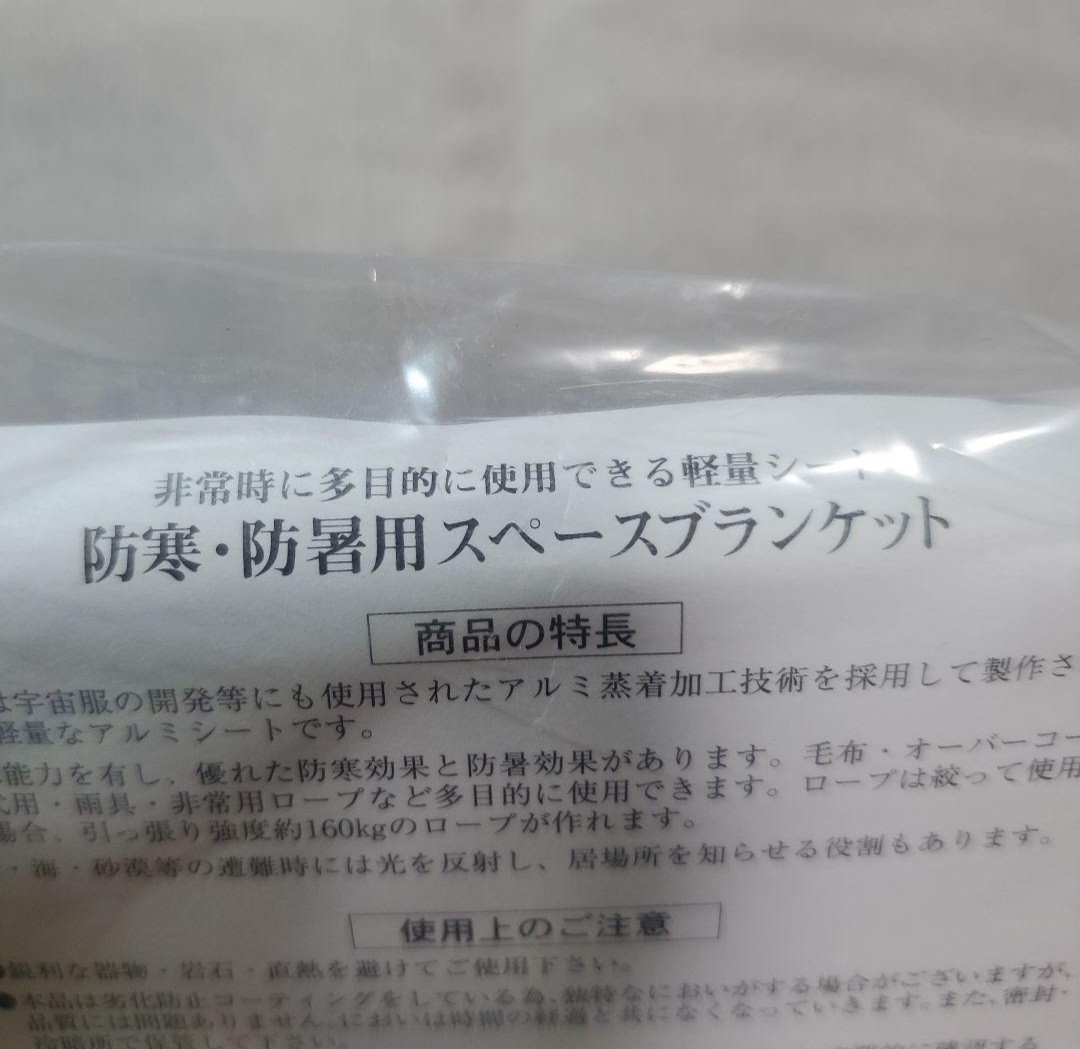 非常時に多目的に使用できる軽量シート
防寒・防暑用スペースブランケット
商品の特長
は宇宙服の開発等にも使用されたアルミ蒸着加工技術を採用して製作さ
軽量なアルミシートです。
能力を有し、優れた防寒効果と防暑効果があります。毛布・オーバーコー
用・雨具・非常用ロープなど多目的に使用できます。ロープは絞って使用
場合、引っ張り強度約160kgのロープが作れます。
・海・砂漠等の遭難時には光を反射し、居場所を知らせる役割もあります。
使用上のご注意
●鋭利な器物・岩石・直熱を避けてご使用下さい。
●本品は劣化防止コーティングをしている為、独特なにおいがする場合がございますが、
品質には問題ありません。においは時間の経過と共になくなっていきます。また、密封・
冷暗所で保管して下さい。